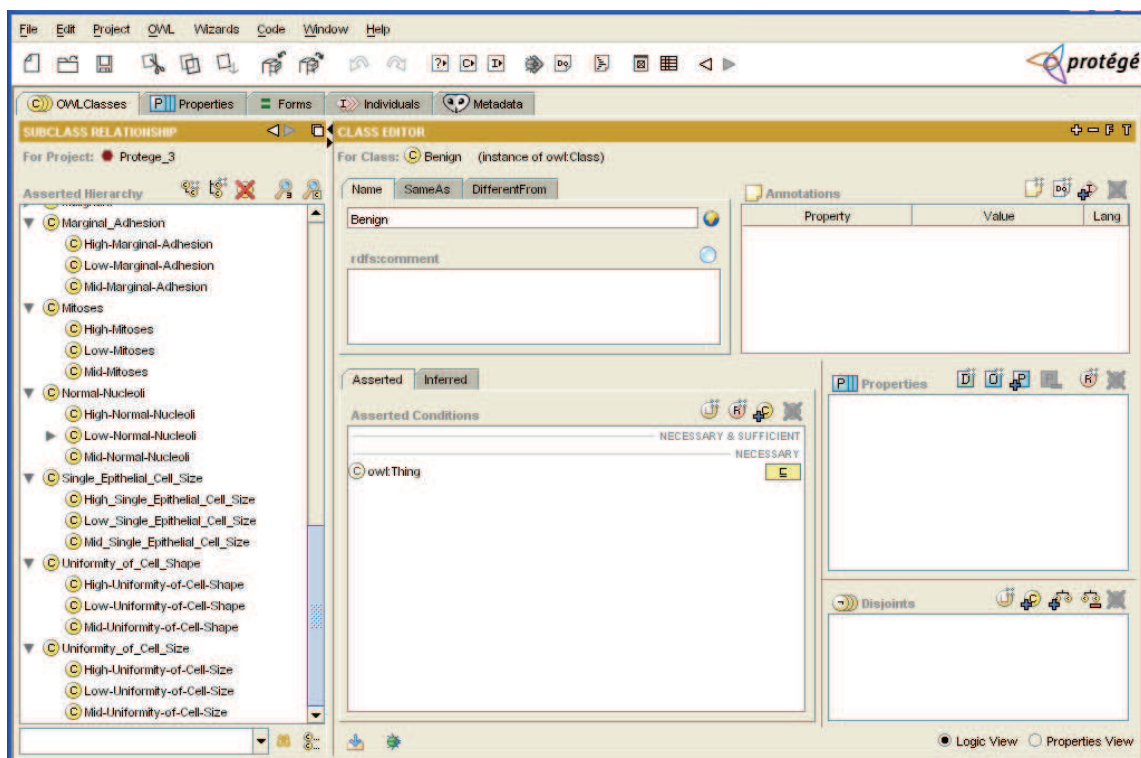 File Edit Project OWL Wizards Code Window Help
protégé
OWLClasses Properties Forms Individuals Metadata
SUBCLASS RELATIONSHIP
For Project: Protege_3
Asserted Hierarchy
Marginal_Adhesion
High-Marginal-Adhesion
Low-Marginal-Adhesion
Mid-Marginal-Adhesion
Mitoses
High-Mitoses
Low-Mitoses
Mid-Mitoses
Normal-Nucleoli
High-Normal-Nucleoli
Low-Normal-Nucleoli
Mid-Normal-Nucleoli
Single_Epithelial_Cell_Size
High_Single_Epithelial_Cell_Size
Low_Single_Epithelial_Cell_Size
Mid_Single_Epithelial_Cell_Size
Uniformity_of_Cell_Shape
High-Uniformity-of-Cell-Shape
Low-Uniformity-of-Cell-Shape
Mid-Uniformity-of-Cell-Shape
Uniformity_of_Cell_Size
High-Uniformity-of-Cell-Size
Low-Uniformity-of-Cell-Size
Mid-Uniformity-of-Cell-Size
CLASS EDITOR
For Class: Benign (instance of owl:Class)
Name SameAs DifferentFrom
Benign
rdfs:comment
Annotations
Property Value Lang
Asserted Inferred
Asserted Conditions
NECESSARY & SUFFICIENT
NECESSARY
owl:Thing
Properties
Disjoints
Logic View Properties View